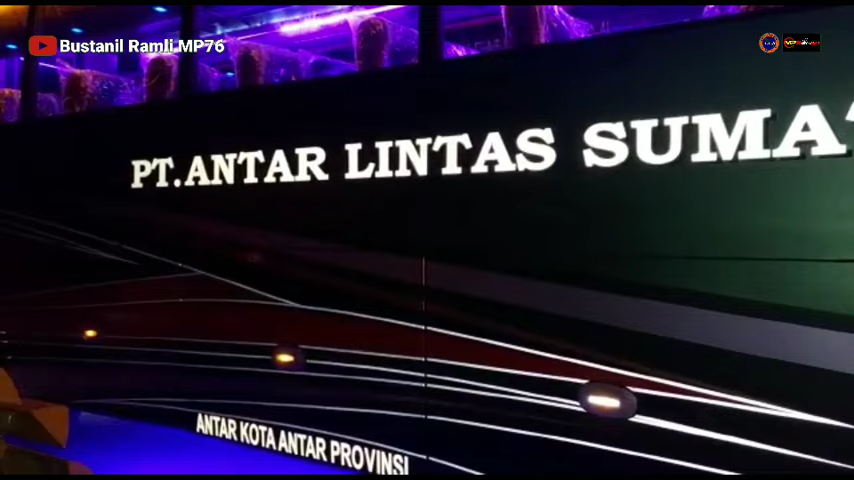 Bustanil Ramli MP76
PT.ANTAR LINTAS SUMA
ANTAR KOTA ANTAR PROVINSI